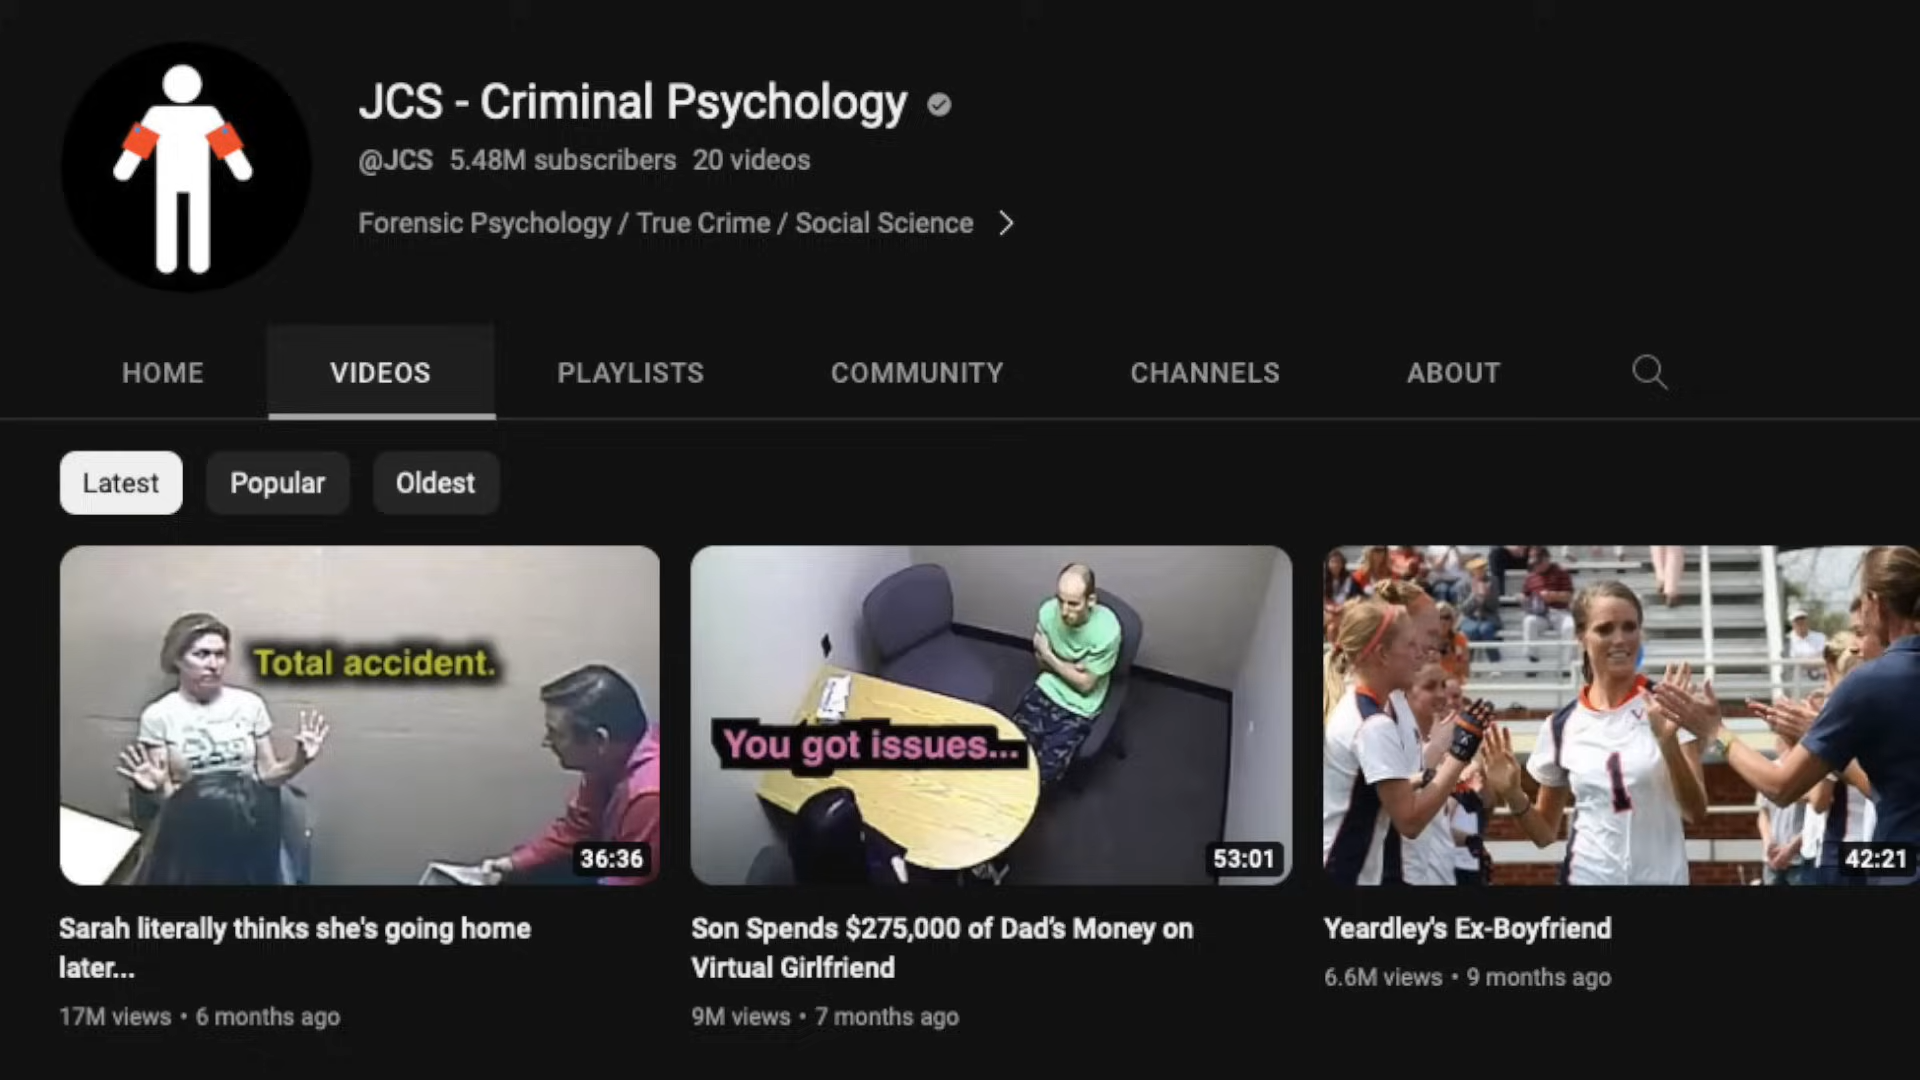 JCS - Criminal Psychology
@JCS 5.48M subscribers 20 videos
Forensic Psychology / True Crime / Social Science
HOME VIDEOS PLAYLISTS COMMUNITY CHANNELS ABOUT
Latest Popular Oldest
Total accident.
36:36
You got issues...
53:01
1
42:21
Sarah literally thinks she's going home
later...
17M views • 6 months ago
Son Spends $275,000 of Dad's Money on
Virtual Girlfriend
9M views • 7 months ago
Yeardley's Ex-Boyfriend
6.6M views • 9 months ago